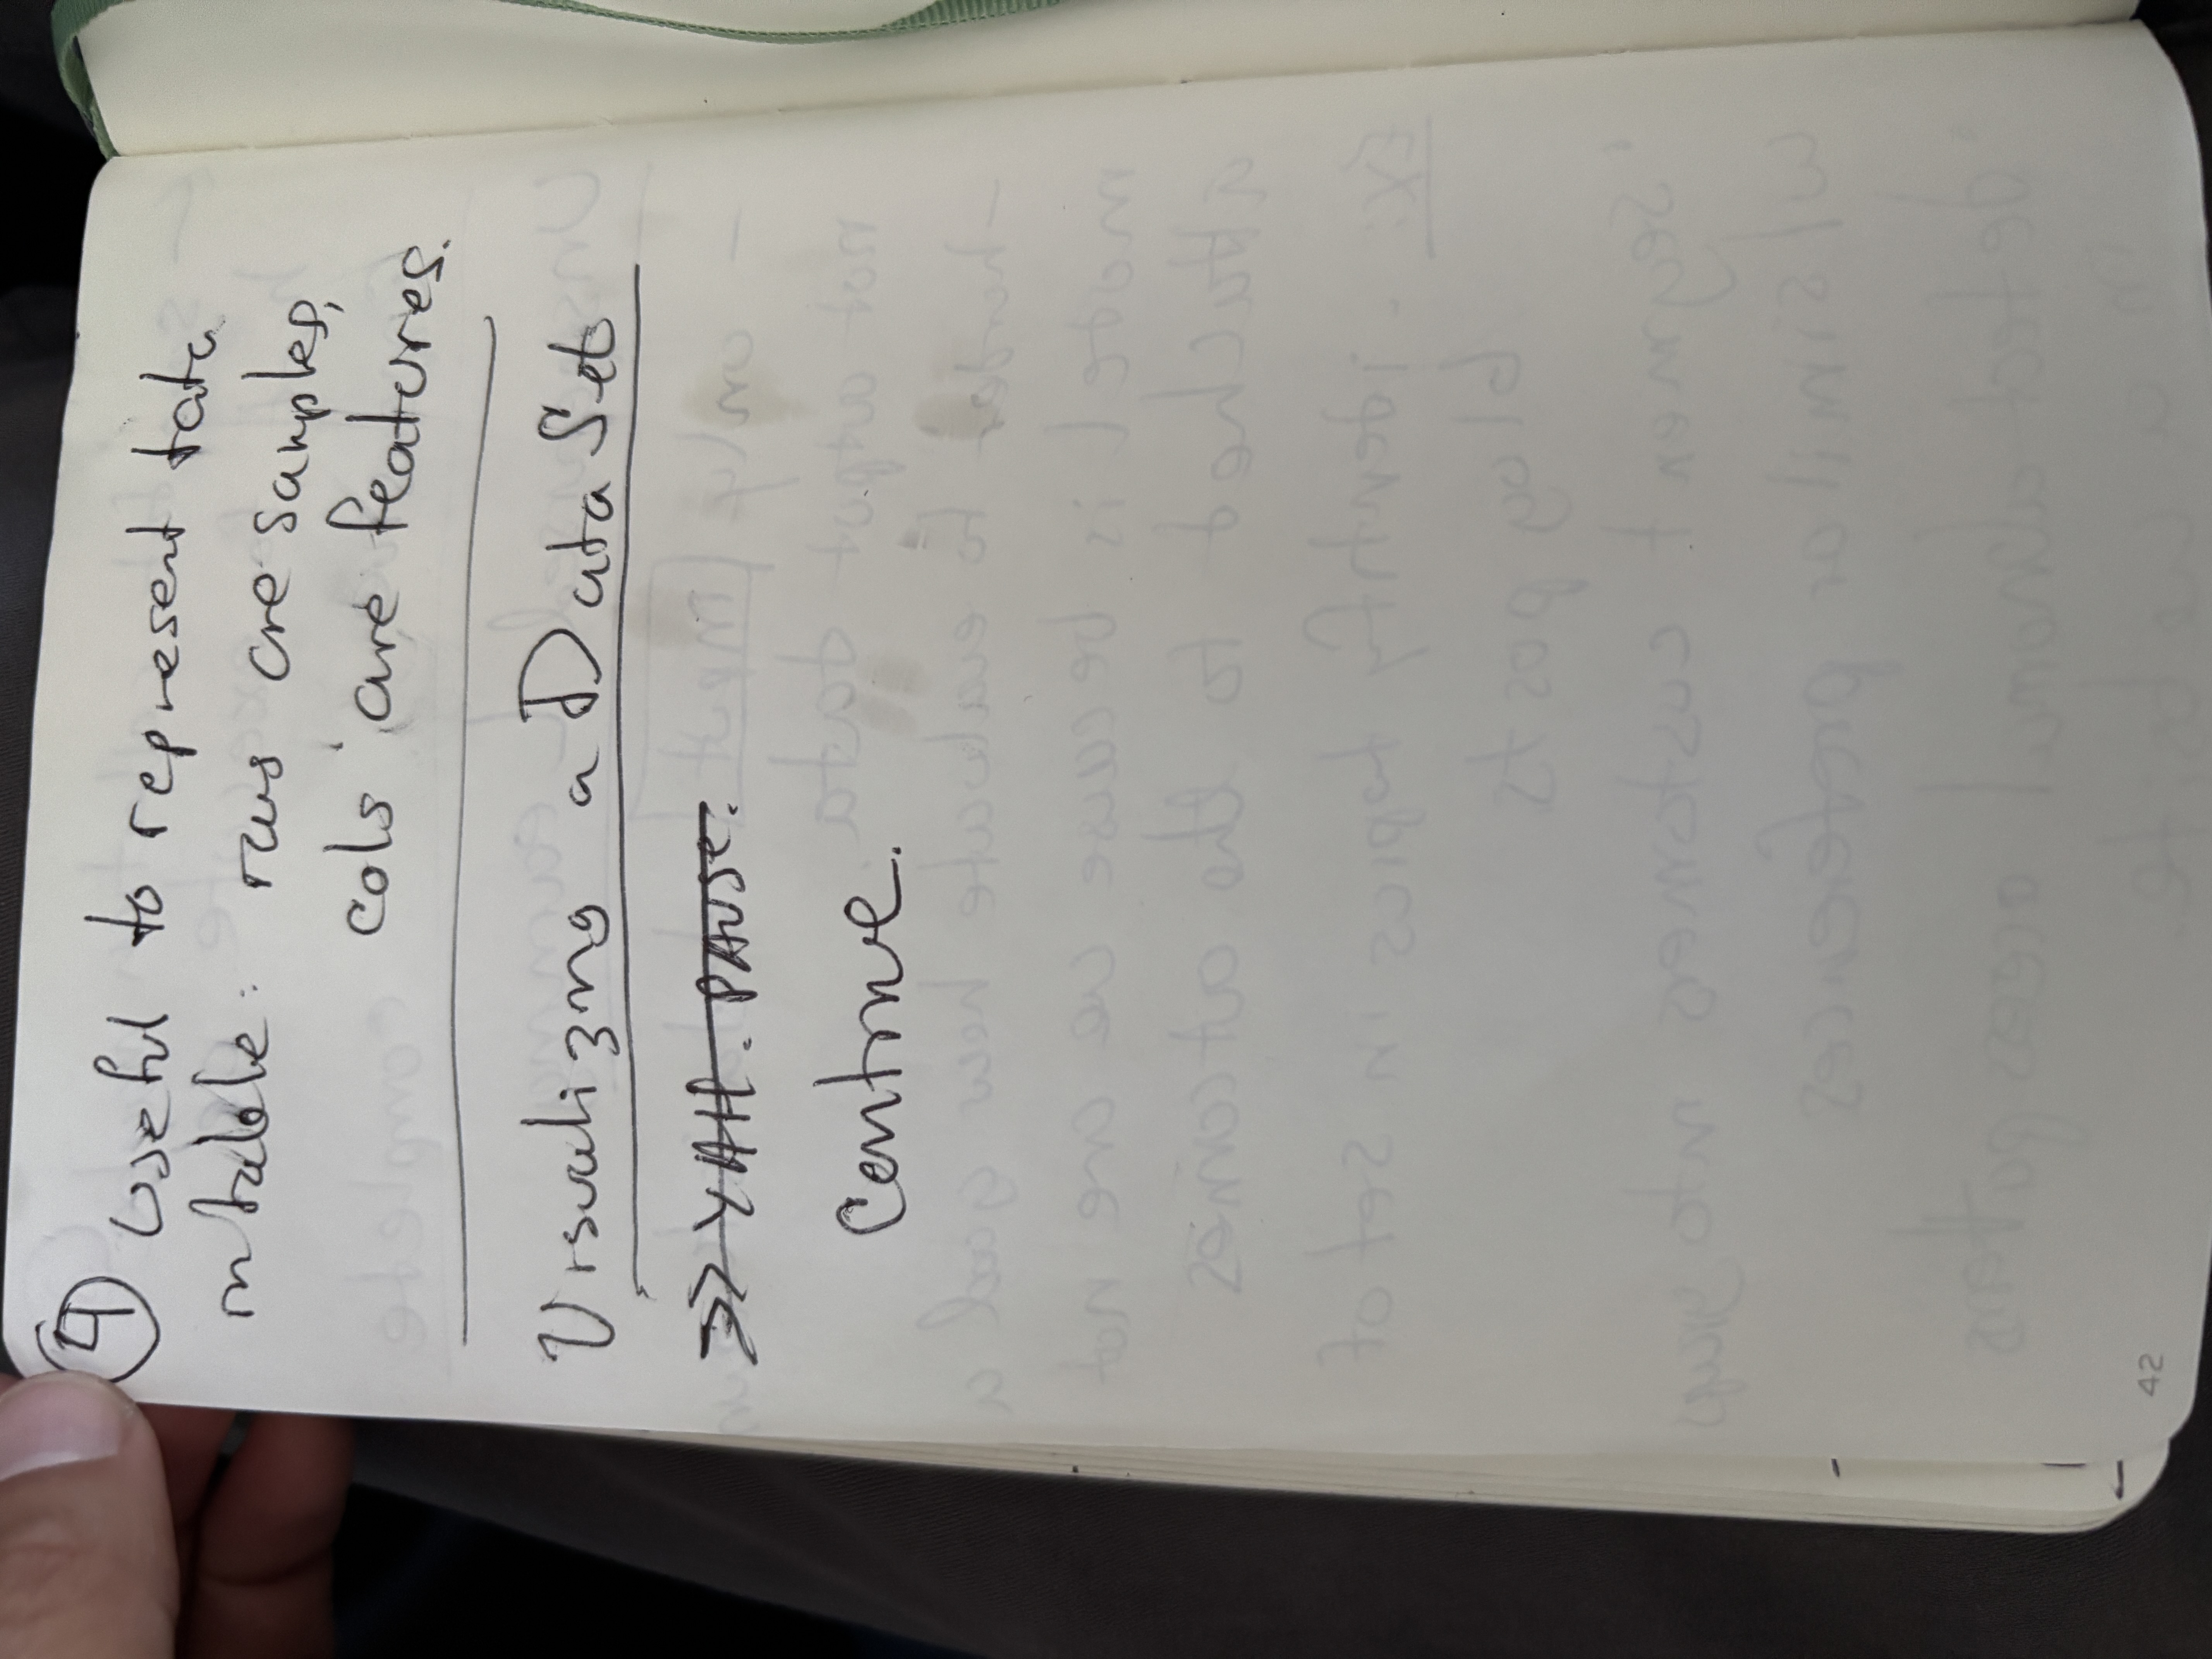 4
Useful to represent data
in table: rows are samples,
cols are features.
Visualizing a Data Set
>> YAH. PAUSE.
Continue.
42